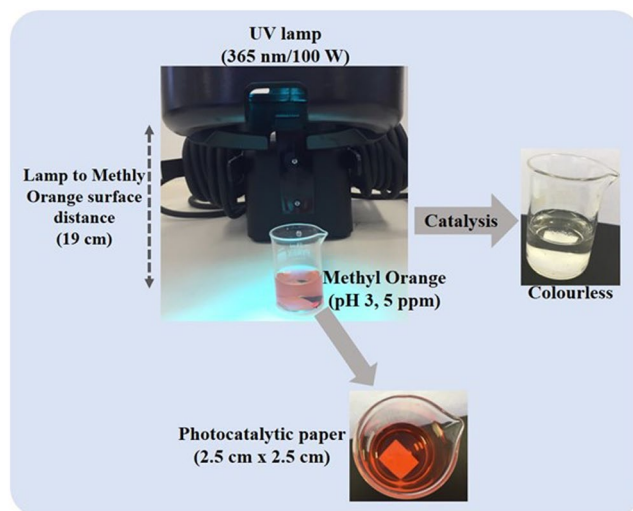 UV lamp
(365 nm/100 W)
Lamp to Methly
Orange surface
distance
(19 cm)
Catalysis
Methyl Orange
(pH 3, 5 ppm)
Colourless
Photocatalytic paper
(2.5 cm x 2.5 cm)